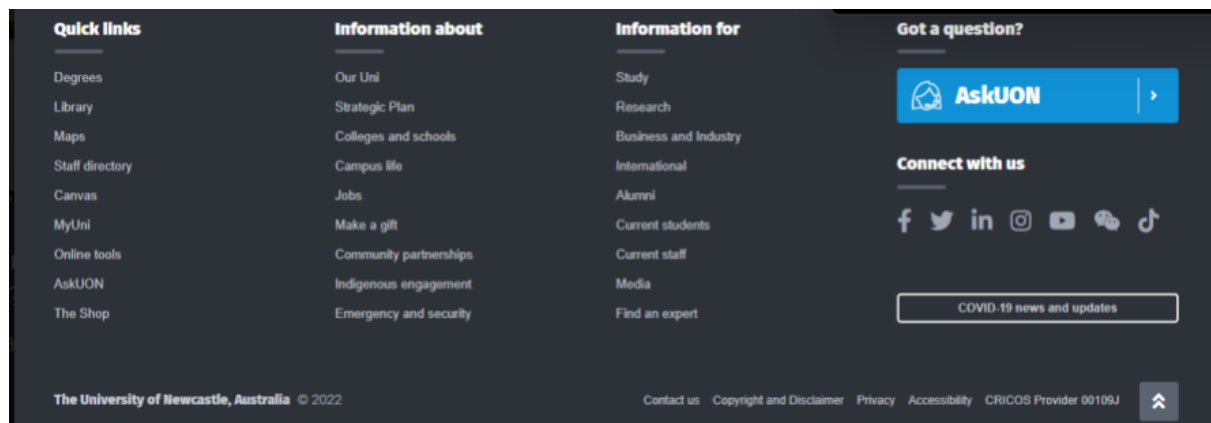 Quick links
Degrees
Library
Maps
Staff directory
Canvas
MyUni
Online tools
AskUON
The Shop
Information about
Our Uni
Strategic Plan
Colleges and schools
Campus life
Jobs
Make a gift
Community partnerships
Indigenous engagement
Emergency and security
Information for
Study
Research
Business and Industry
International
Alumni
Current students
Current staff
Media
Find an expert
Got a question?
AskUON
Connect with us
COVID-19 news and updates
The University of Newcastle, Australia © 2022
Contact us Copyright and Disclaimer Privacy Accessibility CRICOS Provider 00109J